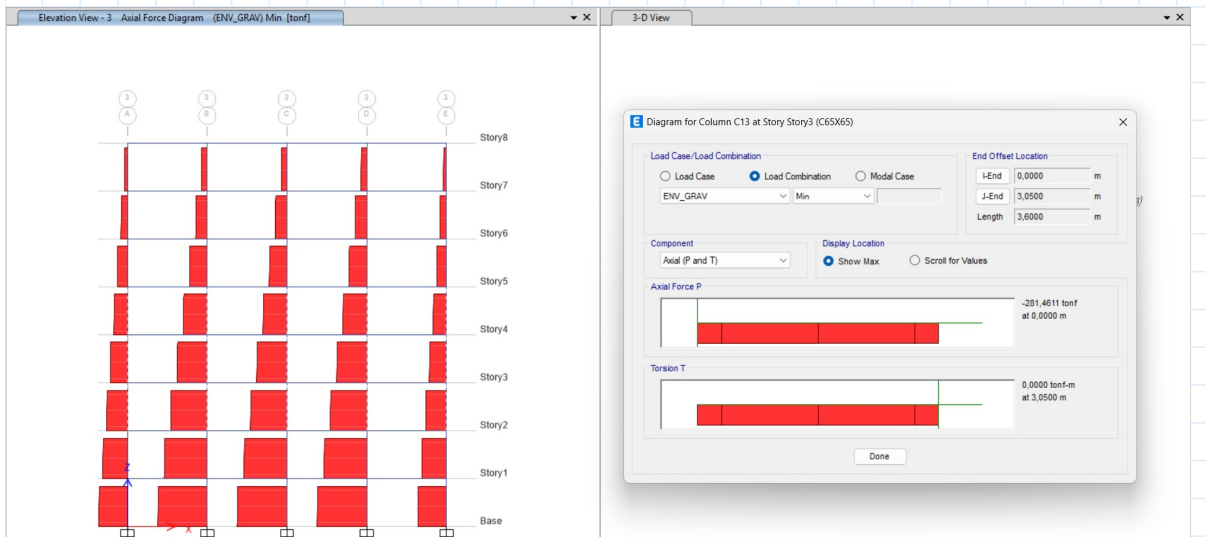 Elevation View - 3 Axial Force Diagram (ENV_GRAV) Min [tonf]
3 3 3 3 3
A B C D E
Story8
Story7
Story6
Story5
Story4
Story3
Story2
Story1
Base
Z
X
3-D View
E Diagram for Column C13 at Story Story3 (C65X65)
Load Case/Load Combination
Load Case Load Combination Modal Case
ENV_GRAV Min
End Offset Location
I-End 0,0000 m
J-End 3,0500 m
Length 3,6000 m
Component
Axial (P and T)
Display Location
Show Max Scroll for Values
Axial Force P
-281,4611 tonf
at 0,0000 m
Torsion T
0,0000 tonf-m
at 3,0500 m
Done